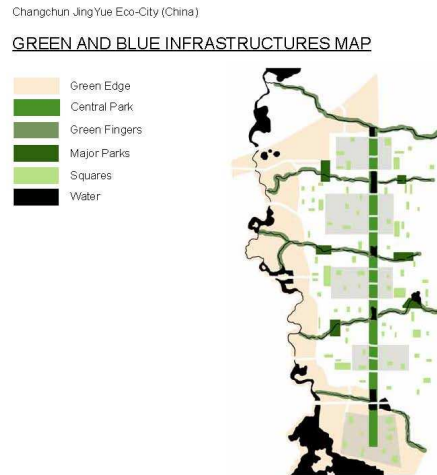 Changchun JingYue Eco-City (China)
GREEN AND BLUE INFRASTRUCTURES MAP
Green Edge
Central Park
Green Fingers
Major Parks
Squares
Water